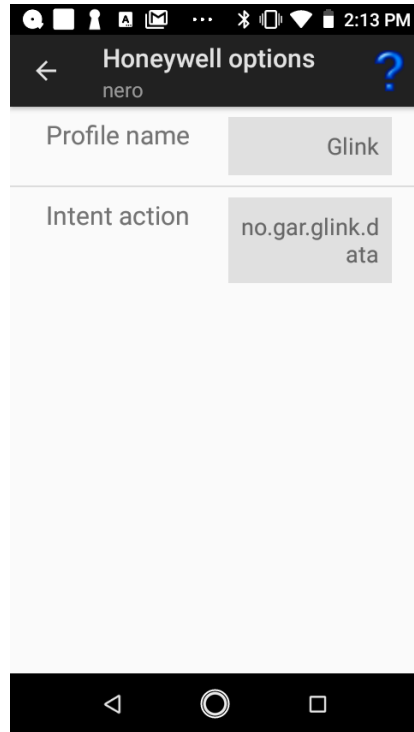 2:13 PM
Honeywell options
nero
?
Profile name
Glink
Intent action
no.gar.glink.d
ata